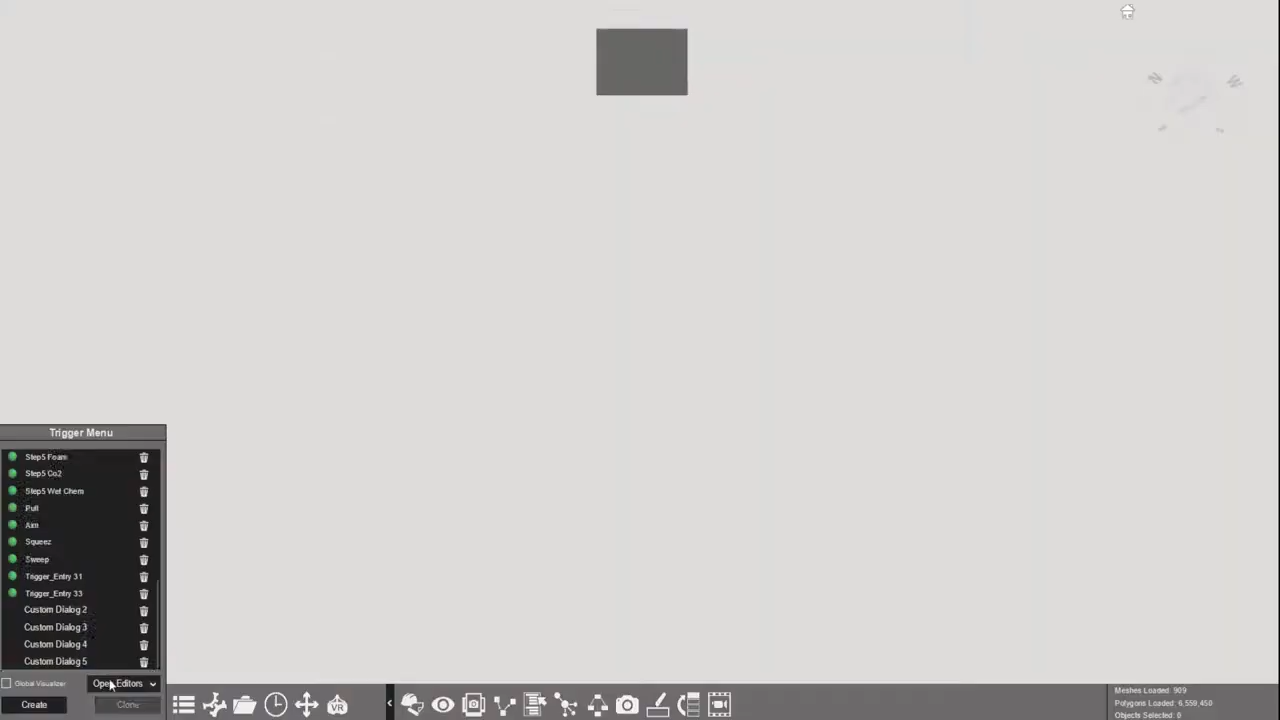 Trigger Menu
Step5 Foam
Step5 Co2
Step5 Wet Chem
Pull
Aim
Squeez
Sweep
Trigger_Entry 31
Trigger_Entry 33
Custom Dialog 2
Custom Dialog 3
Custom Dialog 4
Custom Dialog 5
Global Visualizer
Open Editors
Create
Clone
VR
Meshes Loaded: 909
Polygons Loaded: 6,559,450
Objects Selected: 0